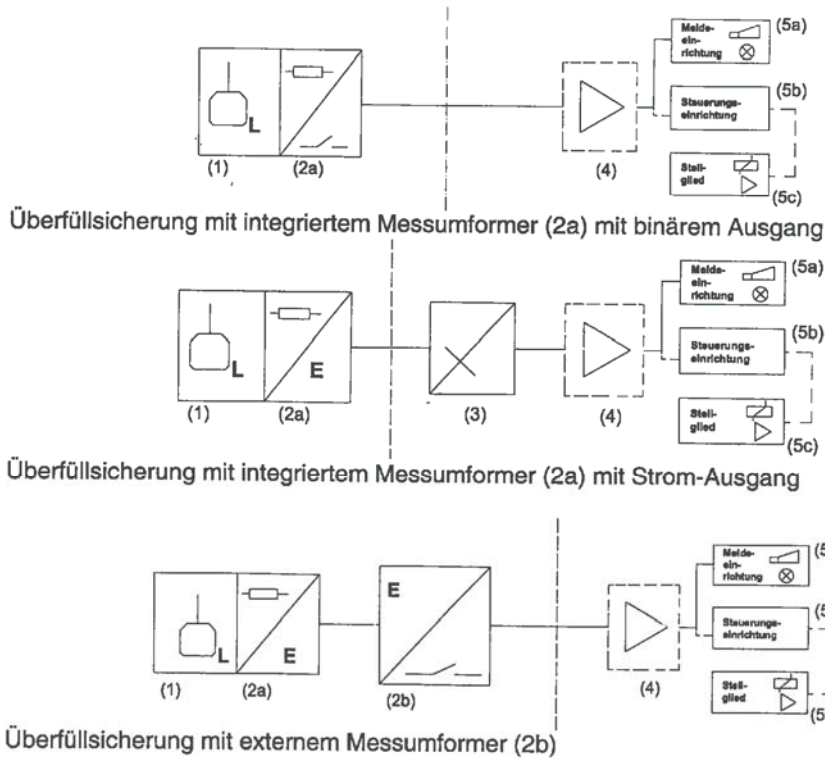 (5a)
Melde-
ein-
richtung
(5b)
Steuerungs-
einrichtung
L
(1)
(2a)
(4)
Stell-
glied
(5c)
Überfüllsicherung mit integriertem Messumformer (2a) mit binärem Ausgang
(5a)
Melde-
ein-
richtung
(5b)
Steuerungs-
einrichtung
L
E
(1)
(2a)
(3)
(4)
Stell-
glied
(5c)
Überfüllsicherung mit integriertem Messumformer (2a) mit Strom-Ausgang
(5
Melde-
ein-
richtung
E
(5
Steuerungs-
einrichtung
L
E
(1)
(2a)
(2b)
(4)
Stell-
glied
(5
Überfüllsicherung mit externem Messumformer (2b)